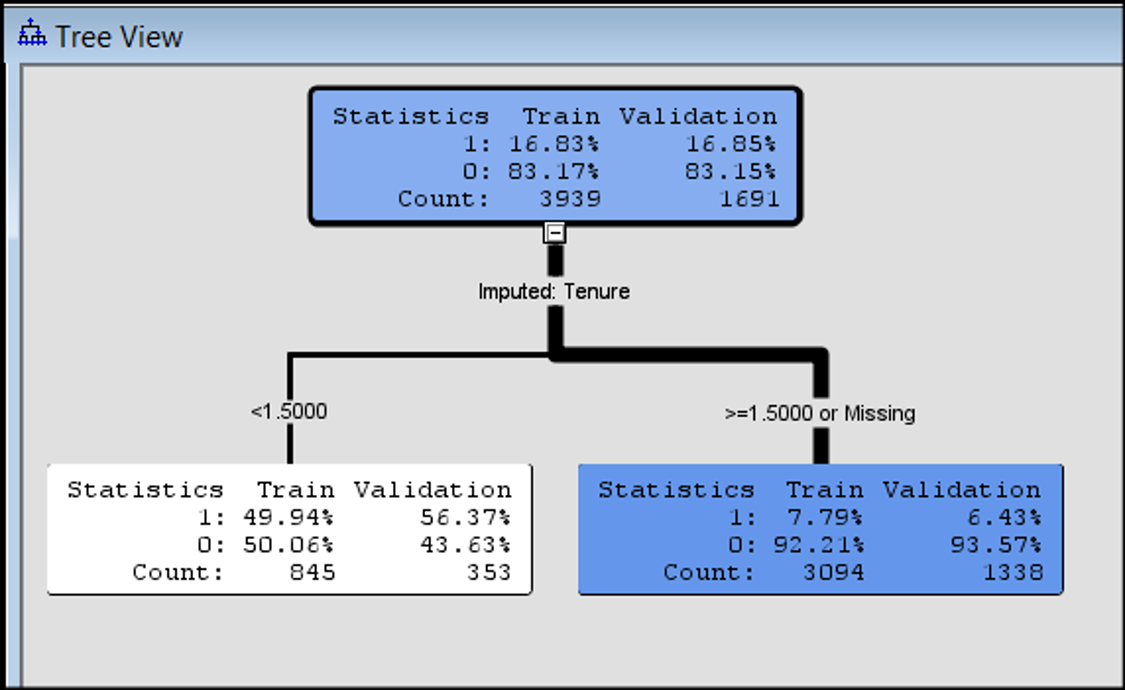 Tree View
Statistics Train Validation
1: 16.83% 16.85%
0: 83.17% 83.15%
Count: 3939 1691
Imputed: Tenure
<1.5000
>=1.5000 or Missing
Statistics Train Validation
1: 49.94% 56.37%
0: 50.06% 43.63%
Count: 845 353
Statistics Train Validation
1: 7.79% 6.43%
0: 92.21% 93.57%
Count: 3094 1338